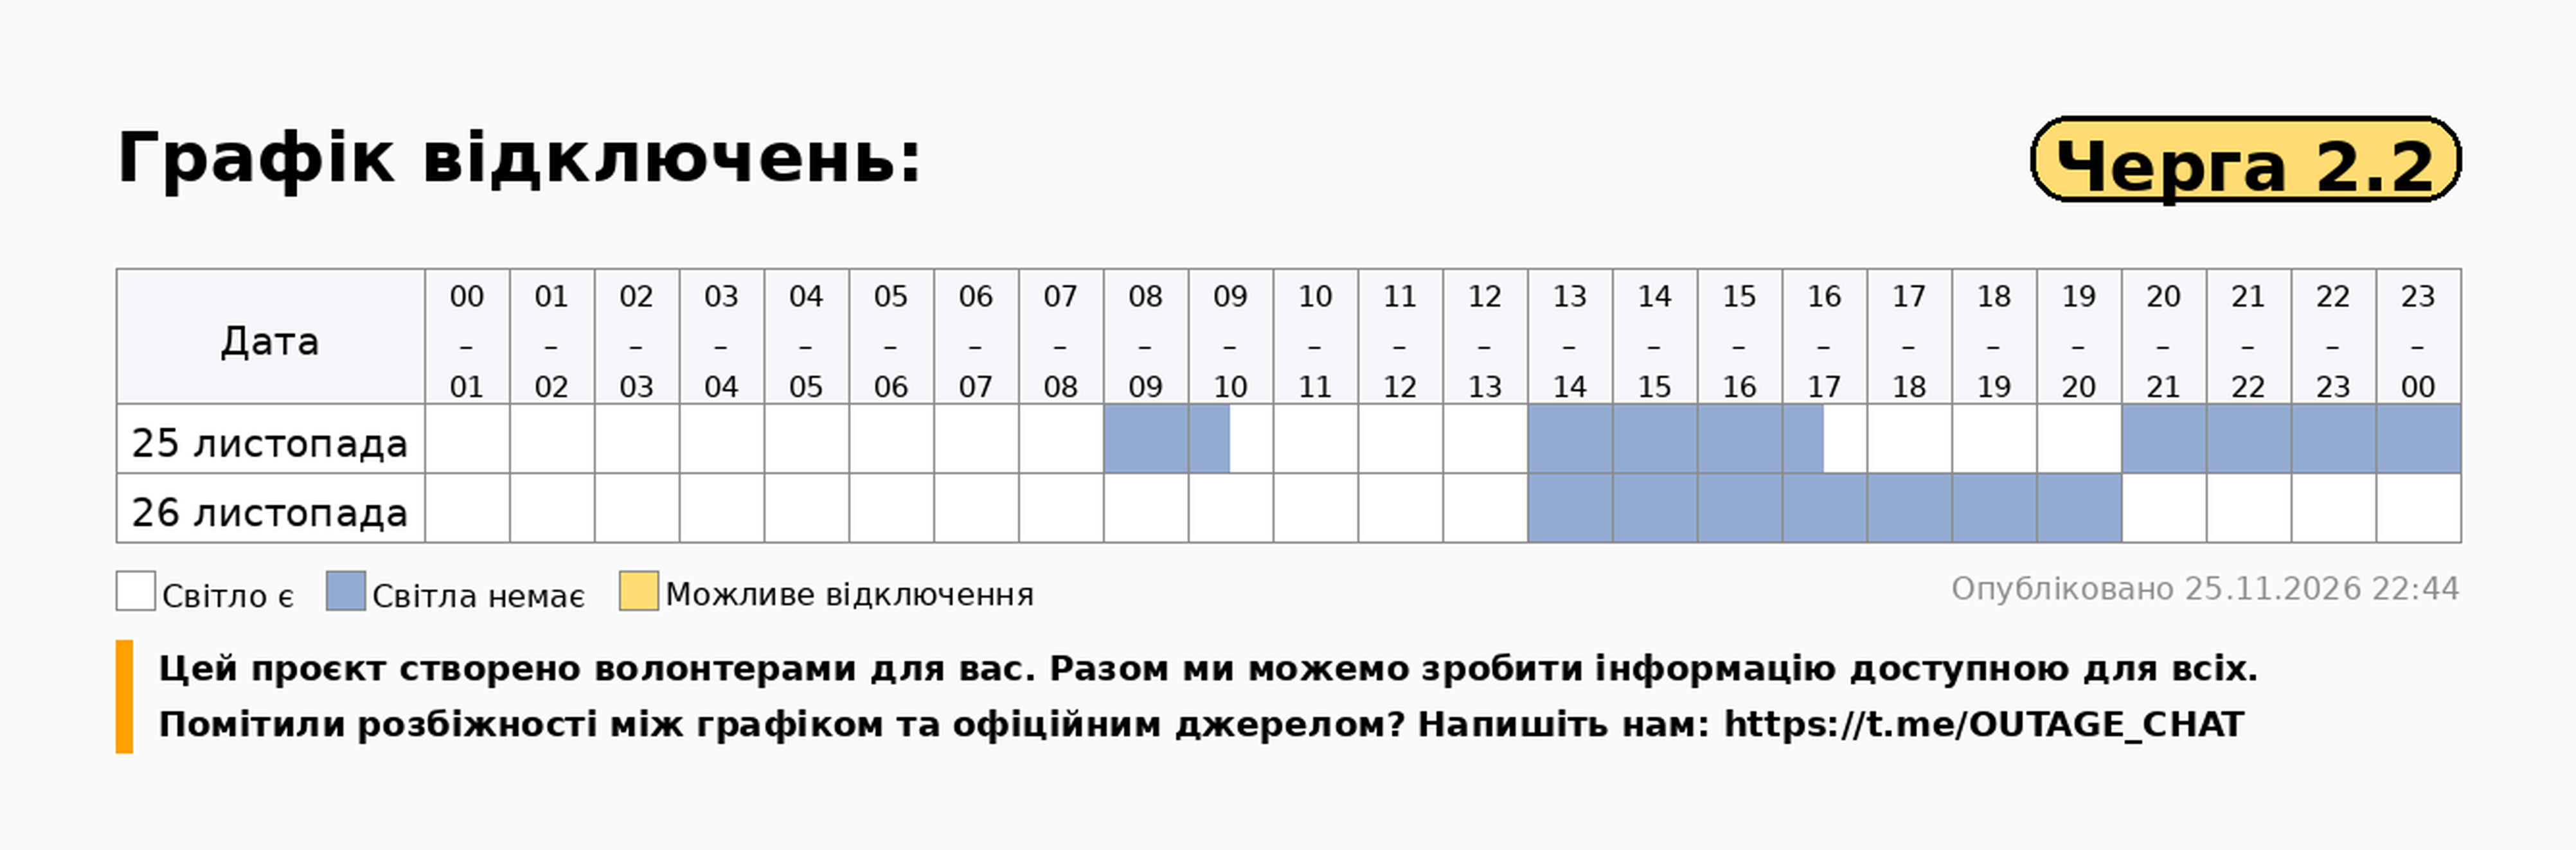 Графік відключень:
Черга 2.2
Дата 00 – 01 01 – 02 02 – 03 03 – 04 04 – 05 05 – 06 06 – 07 07 – 08 08 – 09 09 – 10 10 – 11 11 – 12 12 – 13 13 – 14 14 – 15 15 – 16 16 – 17 17 – 18 18 – 19 19 – 20 20 – 21 21 – 22 22 – 23 23 – 00
25 листопада
26 листопада
Світло є Світла немає Можливе відключення
Опубліковано 25.11.2026 22:44
Цей проєкт створено волонтерами для вас. Разом ми можемо зробити інформацію доступною для всіх.
Помітили розбіжності між графіком та офіційним джерелом? Напишіть нам: https://t.me/OUTAGE_CHAT